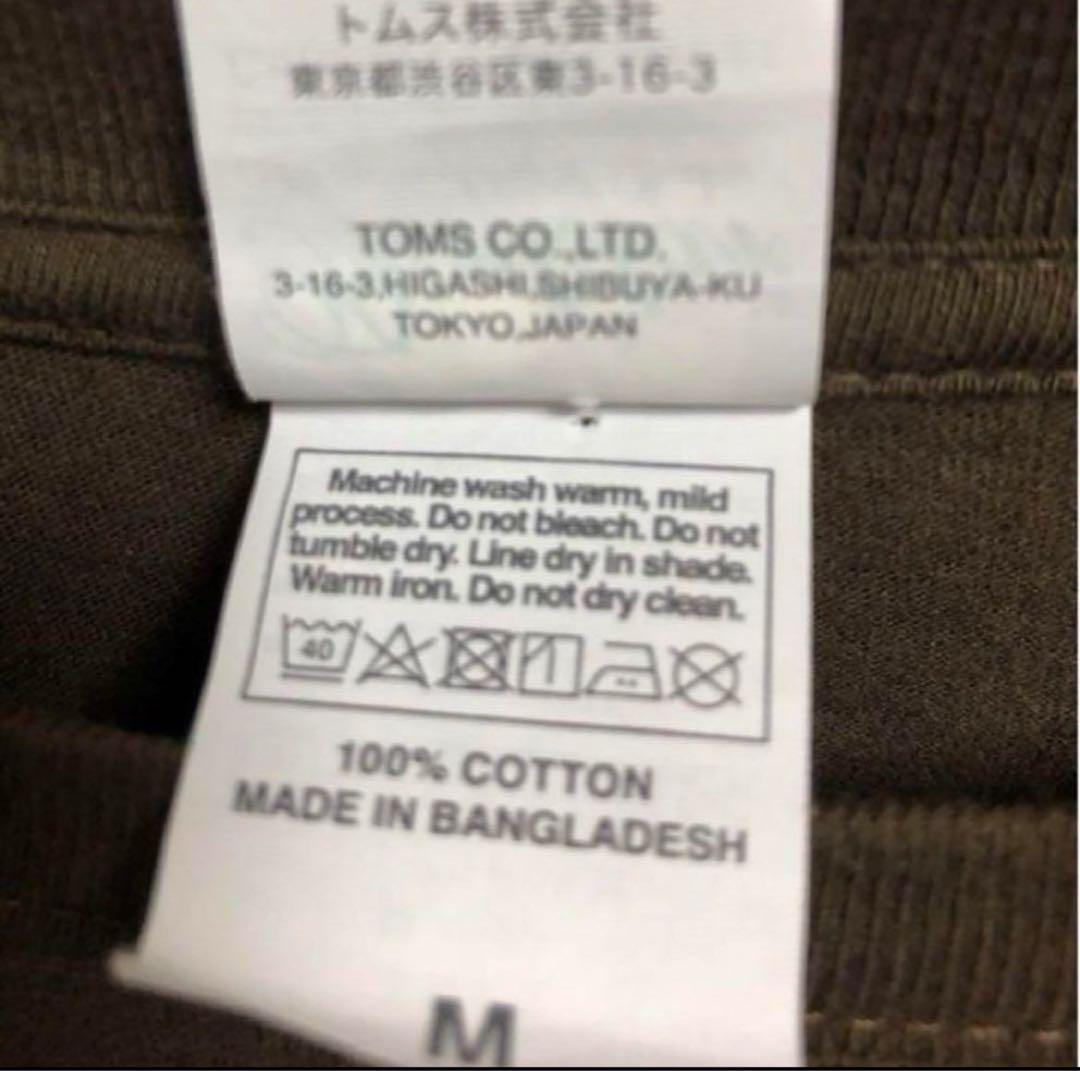 トムス株式会社
東京都渋谷区東3-16-3
TOMS CO.,LTD.
3-16-3,HIGASHI,SHIBUYA-KU
TOKYO,JAPAN
Machine wash warm, mild
process. Do not bleach. Do not
tumble dry. Line dry in shade.
Warm iron. Do not dry clean.
40
100% COTTON
MADE IN BANGLADESH
M